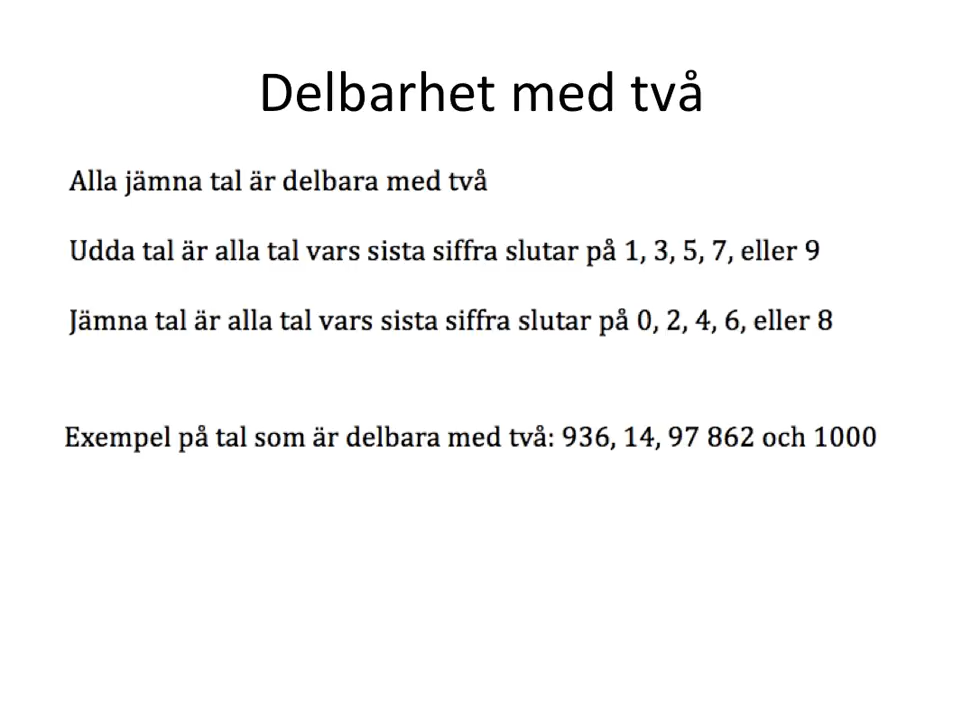 Delbarhet med två
Alla jämna tal är delbara med två
Udda tal är alla tal vars sista siffra slutar på 1, 3, 5, 7, eller 9
Jämna tal är alla tal vars sista siffra slutar på 0, 2, 4, 6, eller 8
Exempel på tal som är delbara med två: 936, 14, 97 862 och 1000